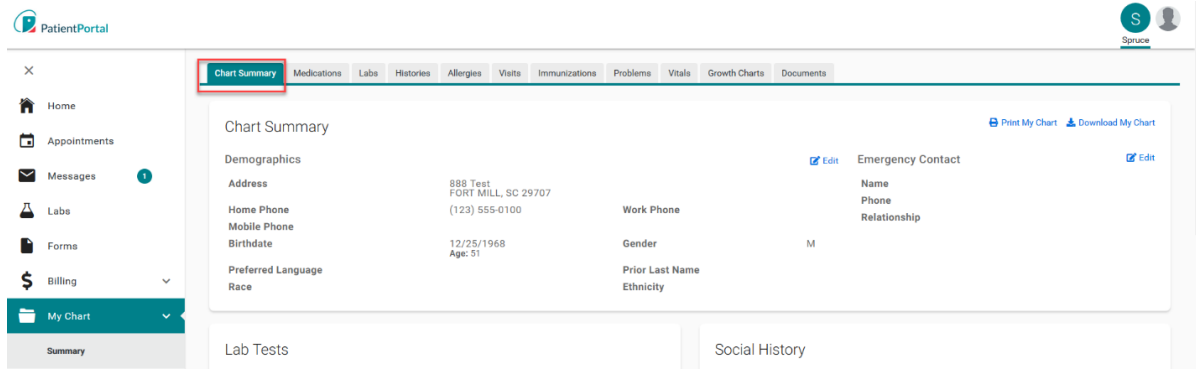 PatientPortal
S
Spruce
Chart Summary Medications Labs Histories Allergies Visits Immunizations Problems Vitals Growth Charts Documents
Home
Appointments
Messages 1
Labs
Forms
Billing
My Chart
Summary
Chart Summary
Print My Chart Download My Chart
Demographics Edit
Address 888 Test
FORT MILL, SC 29707
Home Phone (123) 555-0100 Work Phone
Mobile Phone
Birthdate 12/25/1968 Gender M
Age: 51
Preferred Language Prior Last Name
Race Ethnicity
Emergency Contact Edit
Name
Phone
Relationship
Lab Tests
Social History